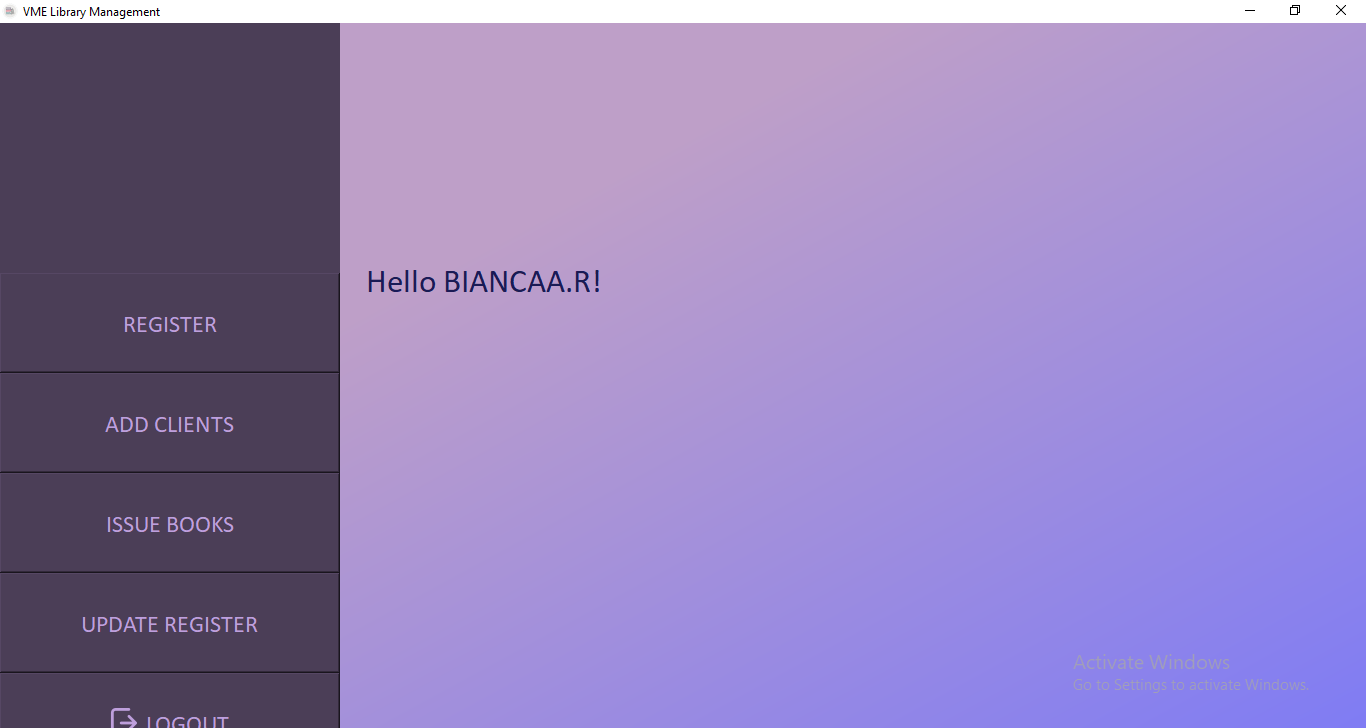 VME Library Management
Hello BIANCAA.R!
REGISTER
ADD CLIENTS
ISSUE BOOKS
UPDATE REGISTER
LOGOUT
Activate Windows
Go to Settings to activate Windows.